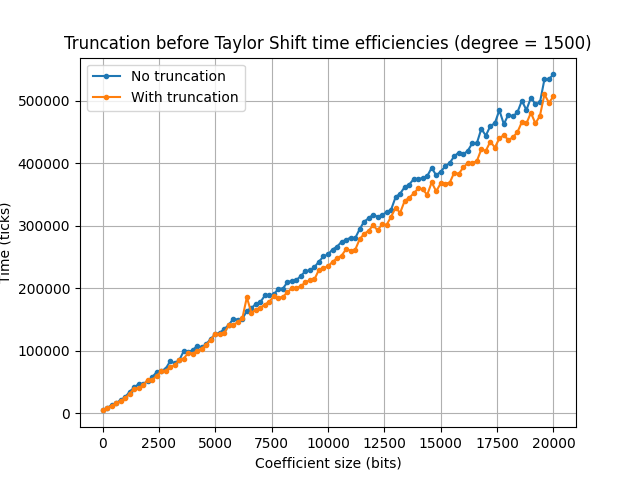 Truncation before Taylor Shift time efficiencies (degree = 1500)
No truncation
With truncation
500000
400000
300000
200000
100000
0
Time (ticks)
0 2500 5000 7500 10000 12500 15000 17500 20000
Coefficient size (bits)